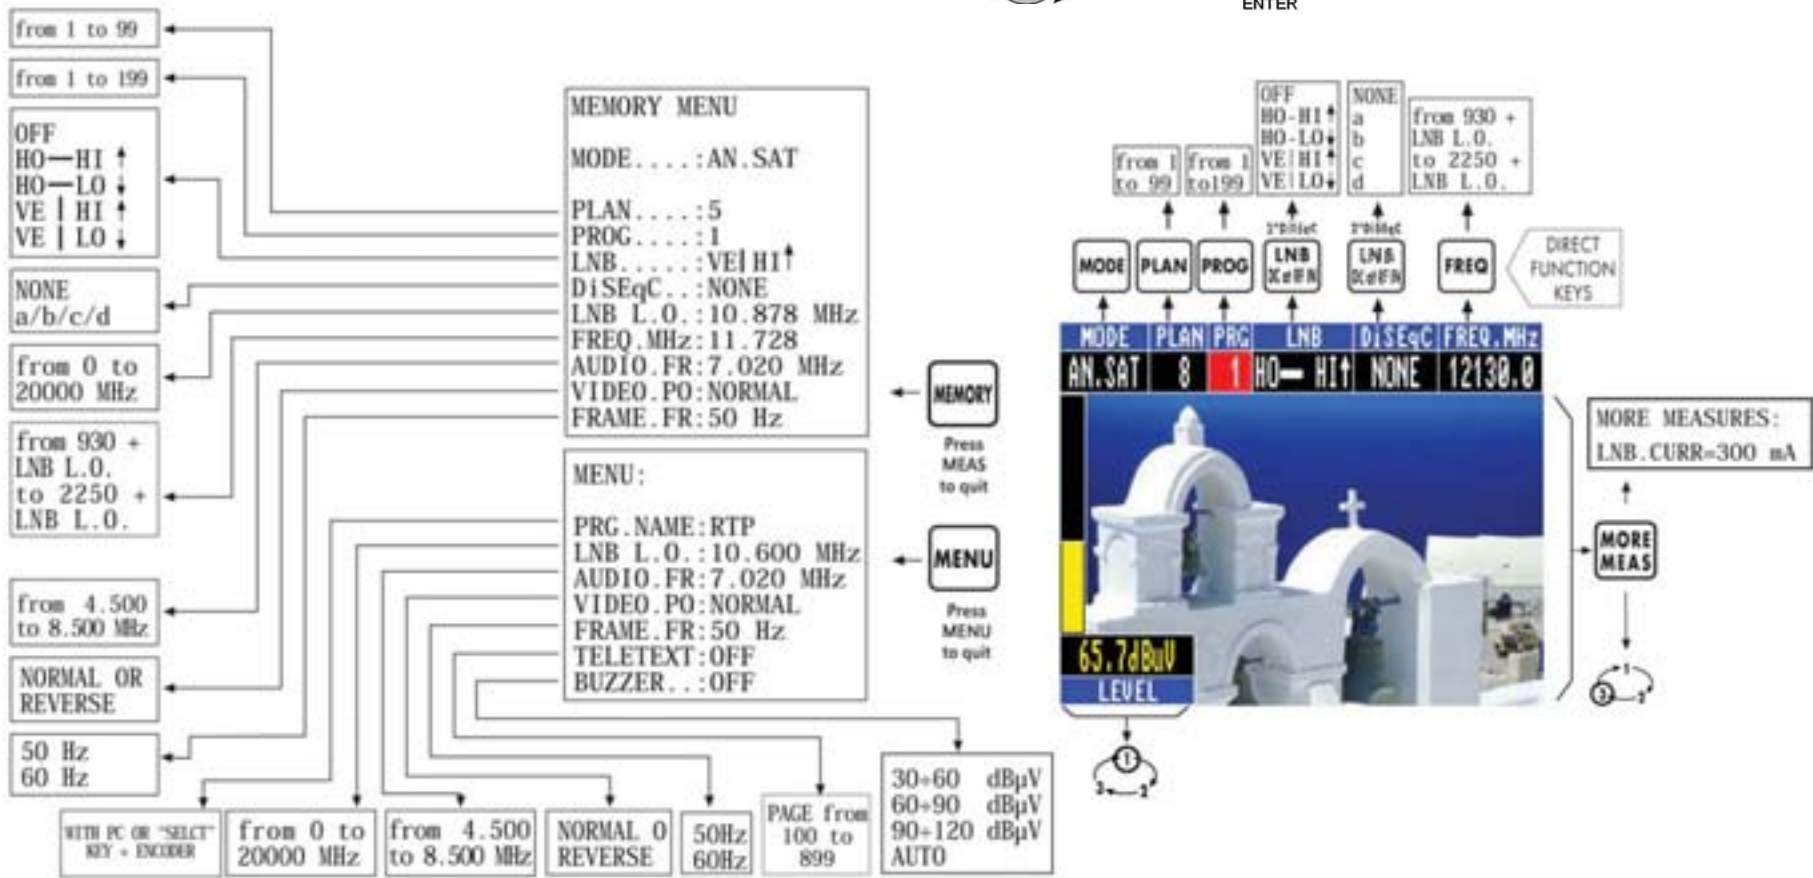 ENTER
from 1 to 99
from 1 to 199
OFF
HO—HI ↑
HO—LO ↓
VE | HI ↑
VE | LO ↓
NONE
a/b/c/d
from 0 to
20000 MHz
from 930 +
LNB L.O.
to 2250 +
LNB L.O.
from 4.500
to 8.500 MHz
NORMAL OR
REVERSE
50 Hz
60 Hz
MEMORY MENU
MODE....:AN.SAT
PLAN....:5
PROG....:1
LNB.....:VE|HI↑
DiSEqC..:NONE
LNB L.O.:10.878 MHz
FREQ.MHz:11.728
AUDIO.FR:7.020 MHz
VIDEO.PO:NORMAL
FRAME.FR:50 Hz
MEMORY
Press
MEAS
to quit
MENU:
PRG.NAME:RTP
LNB L.O.:10.600 MHz
AUDIO.FR:7.020 MHz
VIDEO.PO:NORMAL
FRAME.FR:50 Hz
TELETEXT:OFF
BUZZER..:OFF
MENU
Press
MENU
to quit
WITH PC OR "SELCT"
KEY + ENCODER
from 0 to
20000 MHz
from 4.500
to 8.500 MHz
NORMAL O
REVERSE
50Hz
60Hz
PAGE from
100 to
899
30÷60 dBµV
60÷90 dBµV
90÷120 dBµV
AUTO
from 1
to 99
from 1
to199
OFF
HO-HI↑
HO-LO↓
VE|HI↑
VE|LO↓
NONE
a
b
c
d
from 930 +
LNB L.O.
to 2250 +
LNB L.O.
MODE
PLAN
PROG
LNB
LNB
FREQ
DIRECT
FUNCTION
KEYS
MODE PLAN PRG LNB DiSEqC FREQ.MHz
AN.SAT 8 1 HO— HI↑ NONE 12130.0
65.7dBuV
LEVEL
1
2
3
MORE MEASURES:
LNB.CURR=300 mA
MORE
MEAS
1
2
3